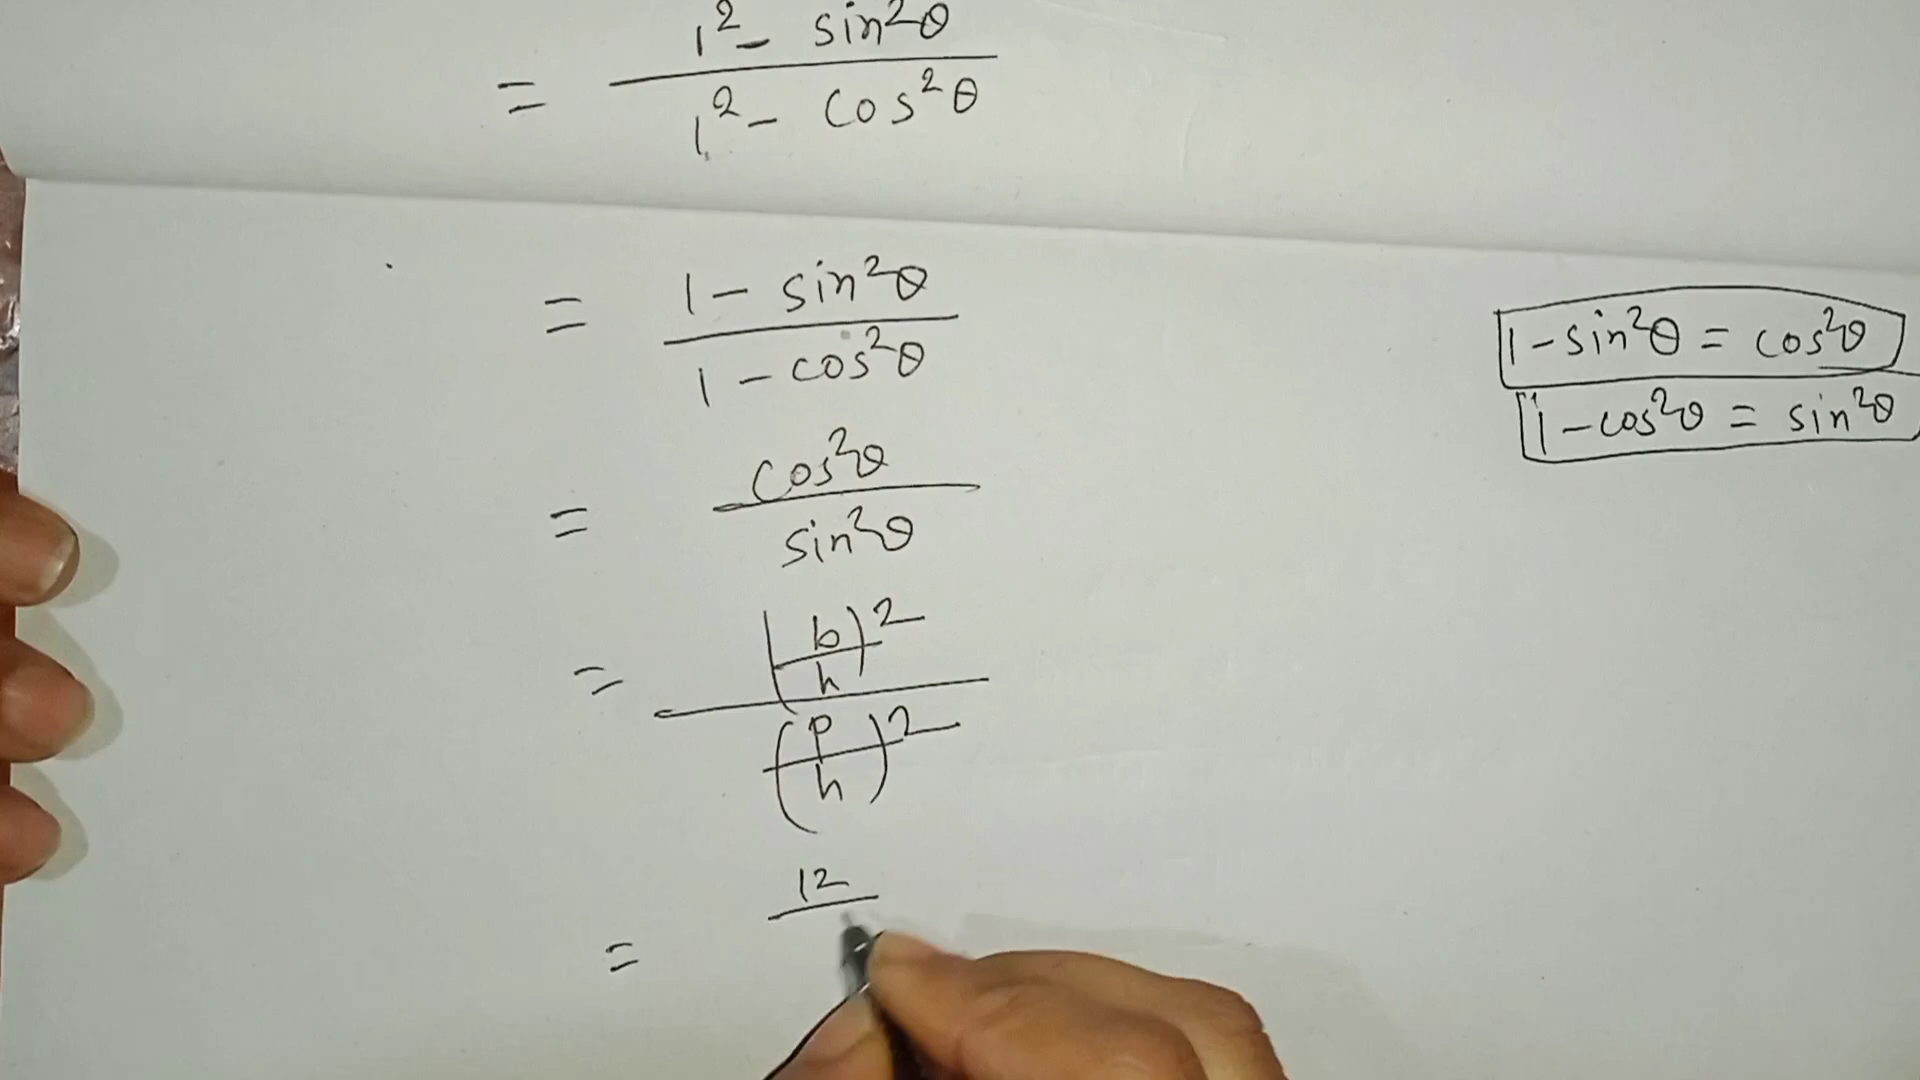 = 1² - sin²θ / 1² - cos²θ
= 1 - sin²θ / 1 - cos²θ
1 - sin²θ = cos²θ
1 - cos²θ = sin²θ
= cos²θ / sin²θ
= (b/h)² / (p/h)²
= 12